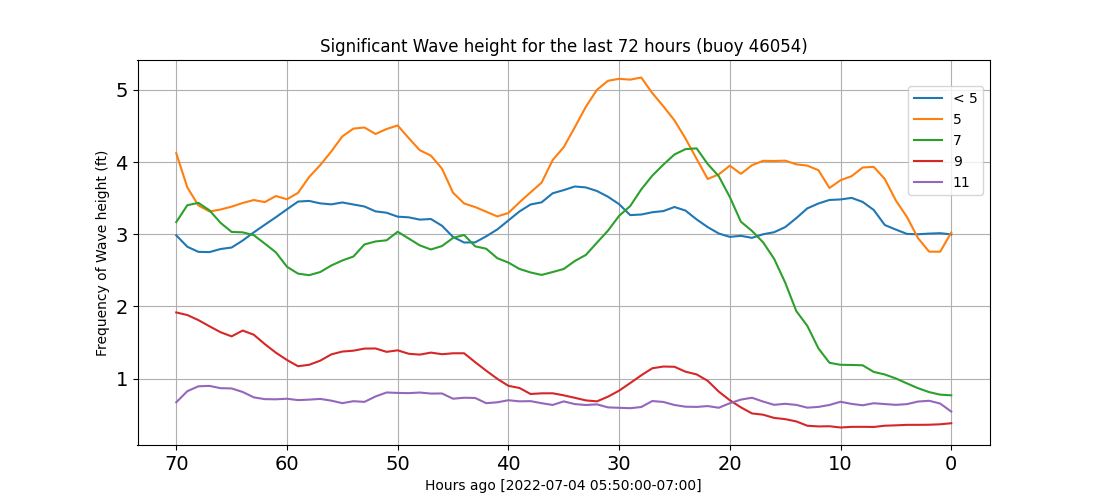 Significant Wave height for the last 72 hours (buoy 46054)
Frequency of Wave height (ft)
5
4
3
2
1
< 5
5
7
9
11
70 60 50 40 30 20 10 0
Hours ago [2022-07-04 05:50:00-07:00]